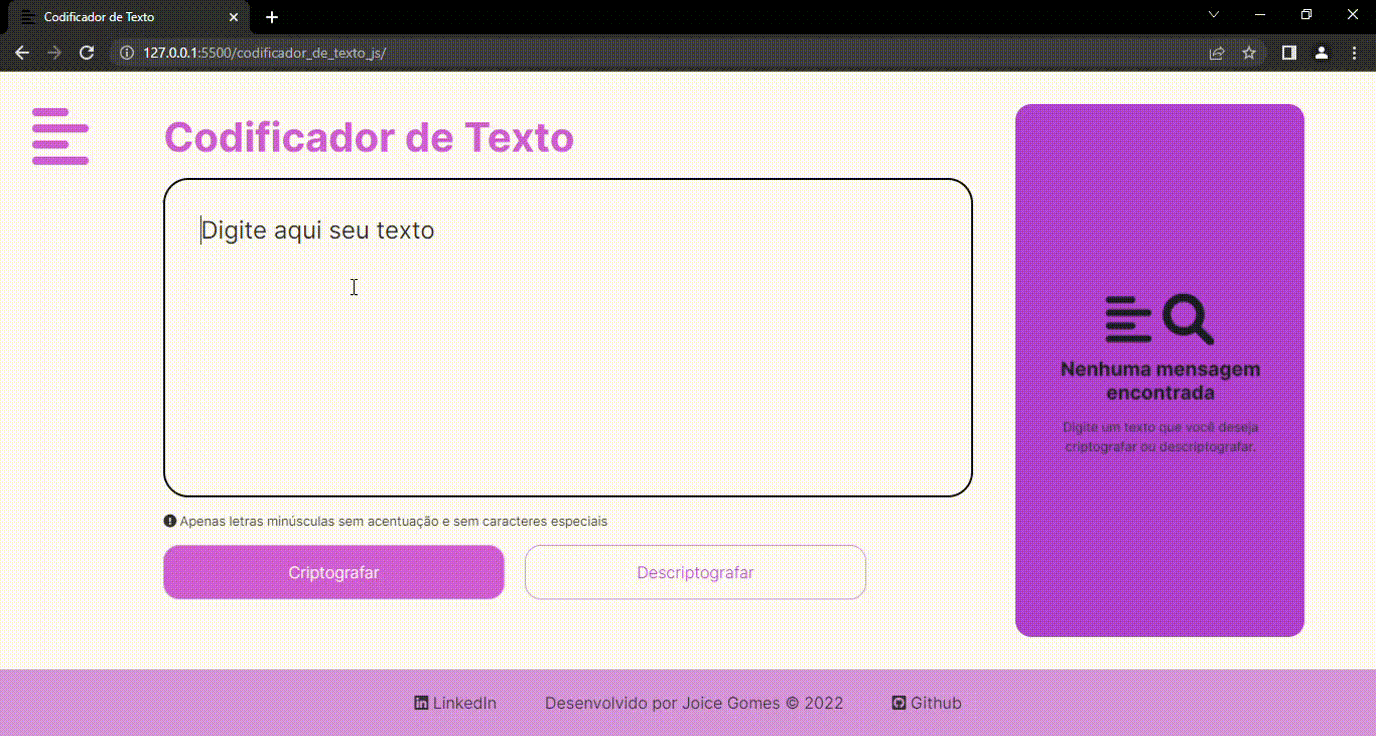 Codificador de Texto
127.0.0.1:5500/codificador_de_texto_js/
Codificador de Texto
Digite aqui seu texto
Apenas letras minúsculas sem acentuação e sem caracteres especiais
Criptografar
Descriptografar
Nenhuma mensagem
encontrada
Digite um texto que você deseja
criptografar ou descriptografar.
LinkedIn
Desenvolvido por Joice Gomes © 2022
Github